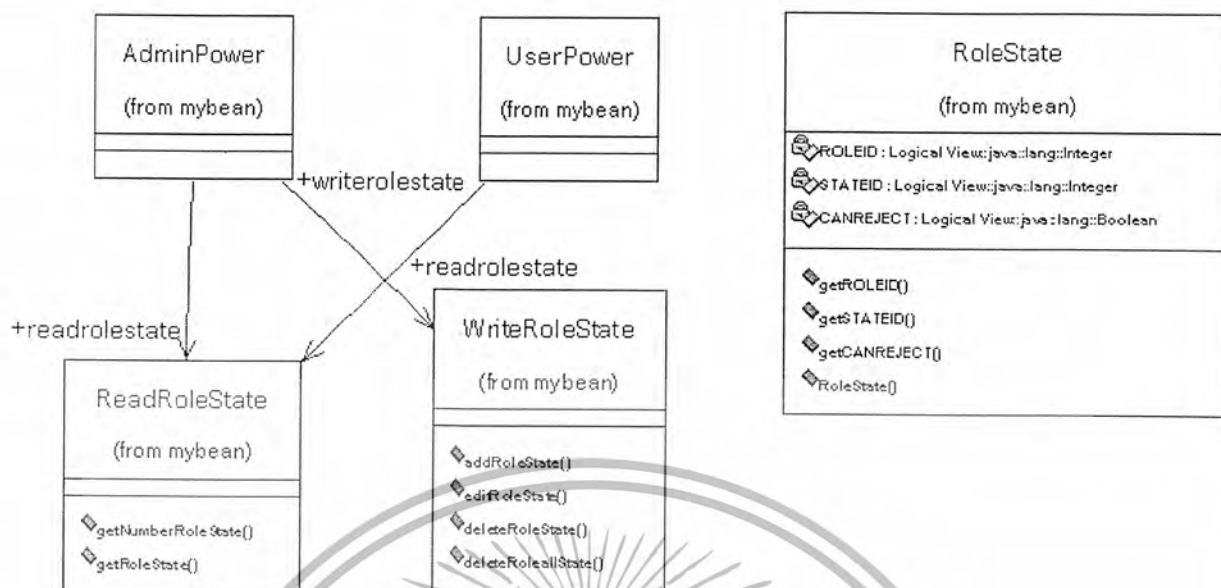 AdminPower
(from mybean)
UserPower
(from mybean)
RoleState
(from mybean)
ROLEID : Logical View::java::lang::Integer
STATEID : Logical View::java::lang::Integer
CANREJECT : Logical View::java::lang::Boolean
getROLEID()
getSTATEID()
getCANREJECT()
RoleState()
+writerolestate
+readrolestate
+readrolestate
ReadRoleState
(from mybean)
getNumberRoleState()
getRoleState()
WriteRoleState
(from mybean)
addRoleState()
editRoleState()
deleteRoleState()
deleteRoleallState()